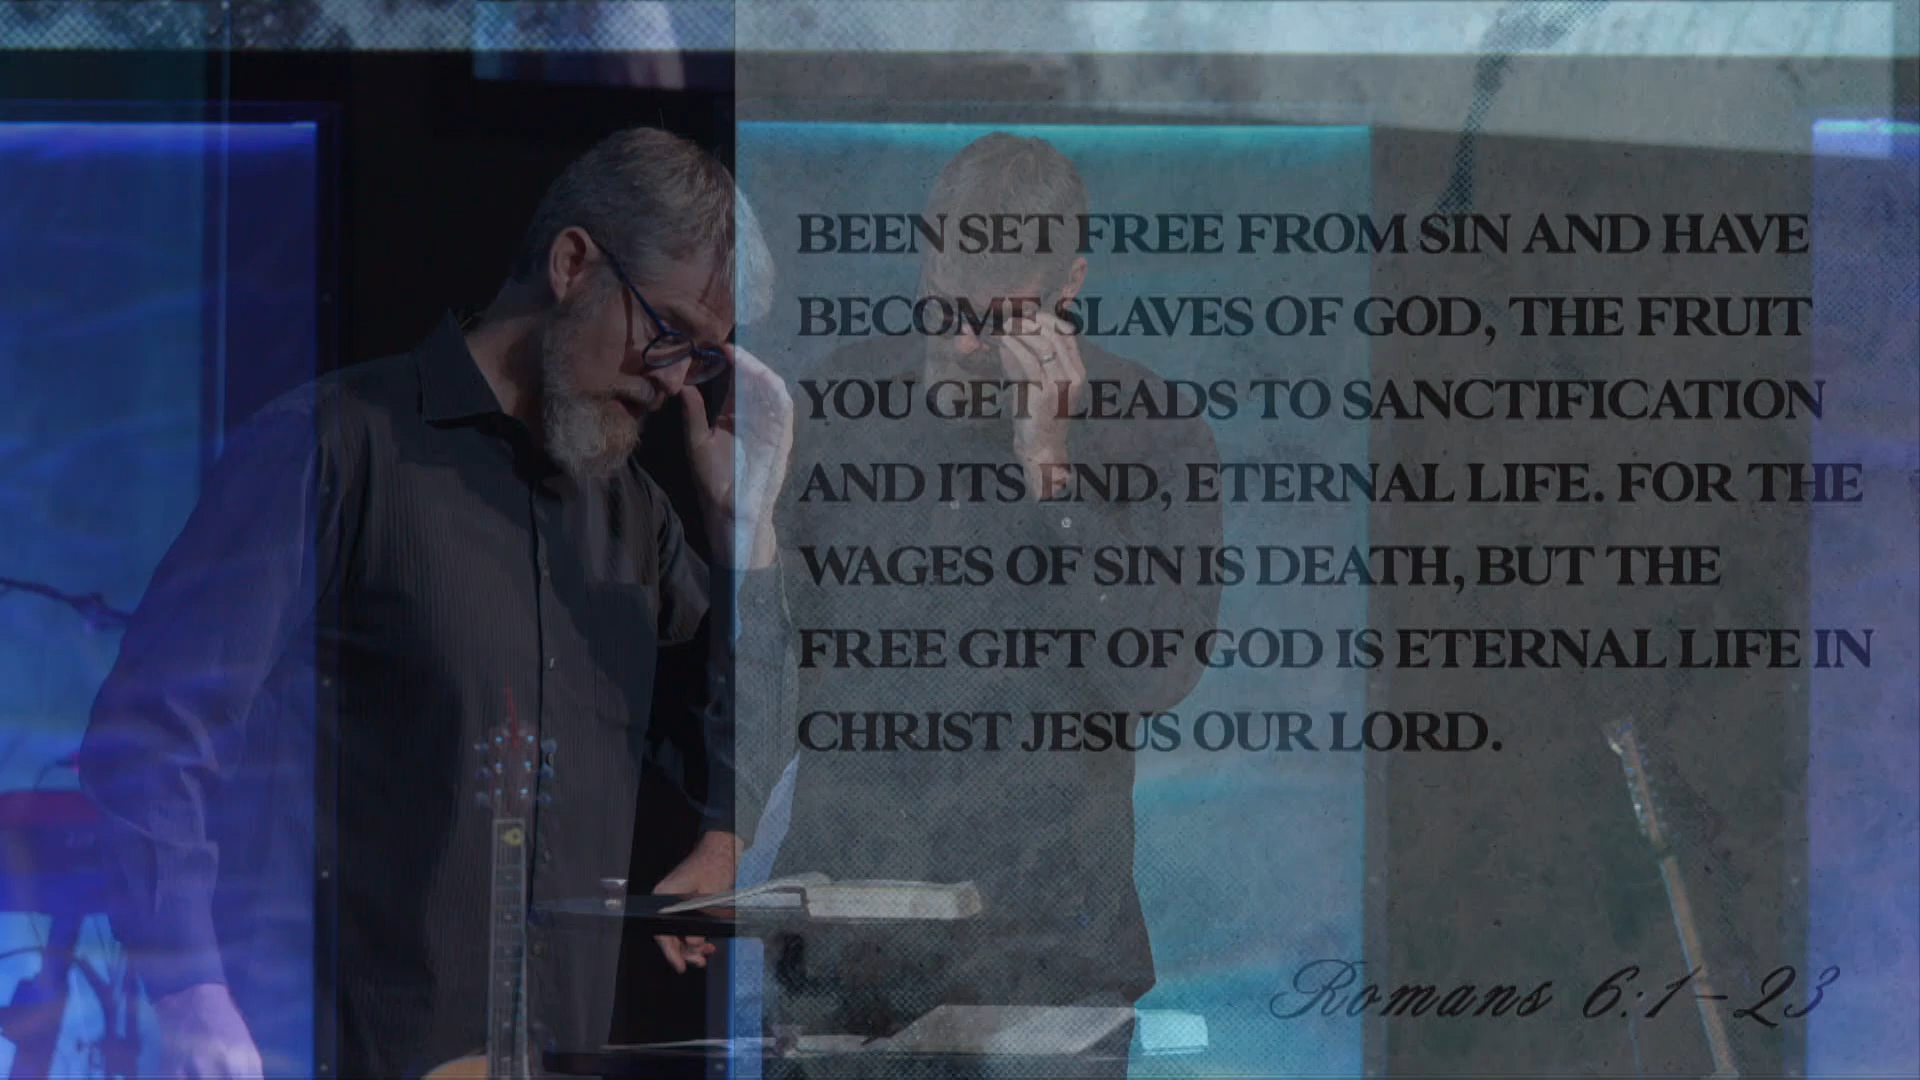 BEEN SET FREE FROM SIN AND HAVE
BECOME SLAVES OF GOD, THE FRUIT
YOU GET LEADS TO SANCTIFICATION
AND ITS END, ETERNAL LIFE. FOR THE
WAGES OF SIN IS DEATH, BUT THE
FREE GIFT OF GOD IS ETERNAL LIFE IN
CHRIST JESUS OUR LORD.
Romans 6:1-23